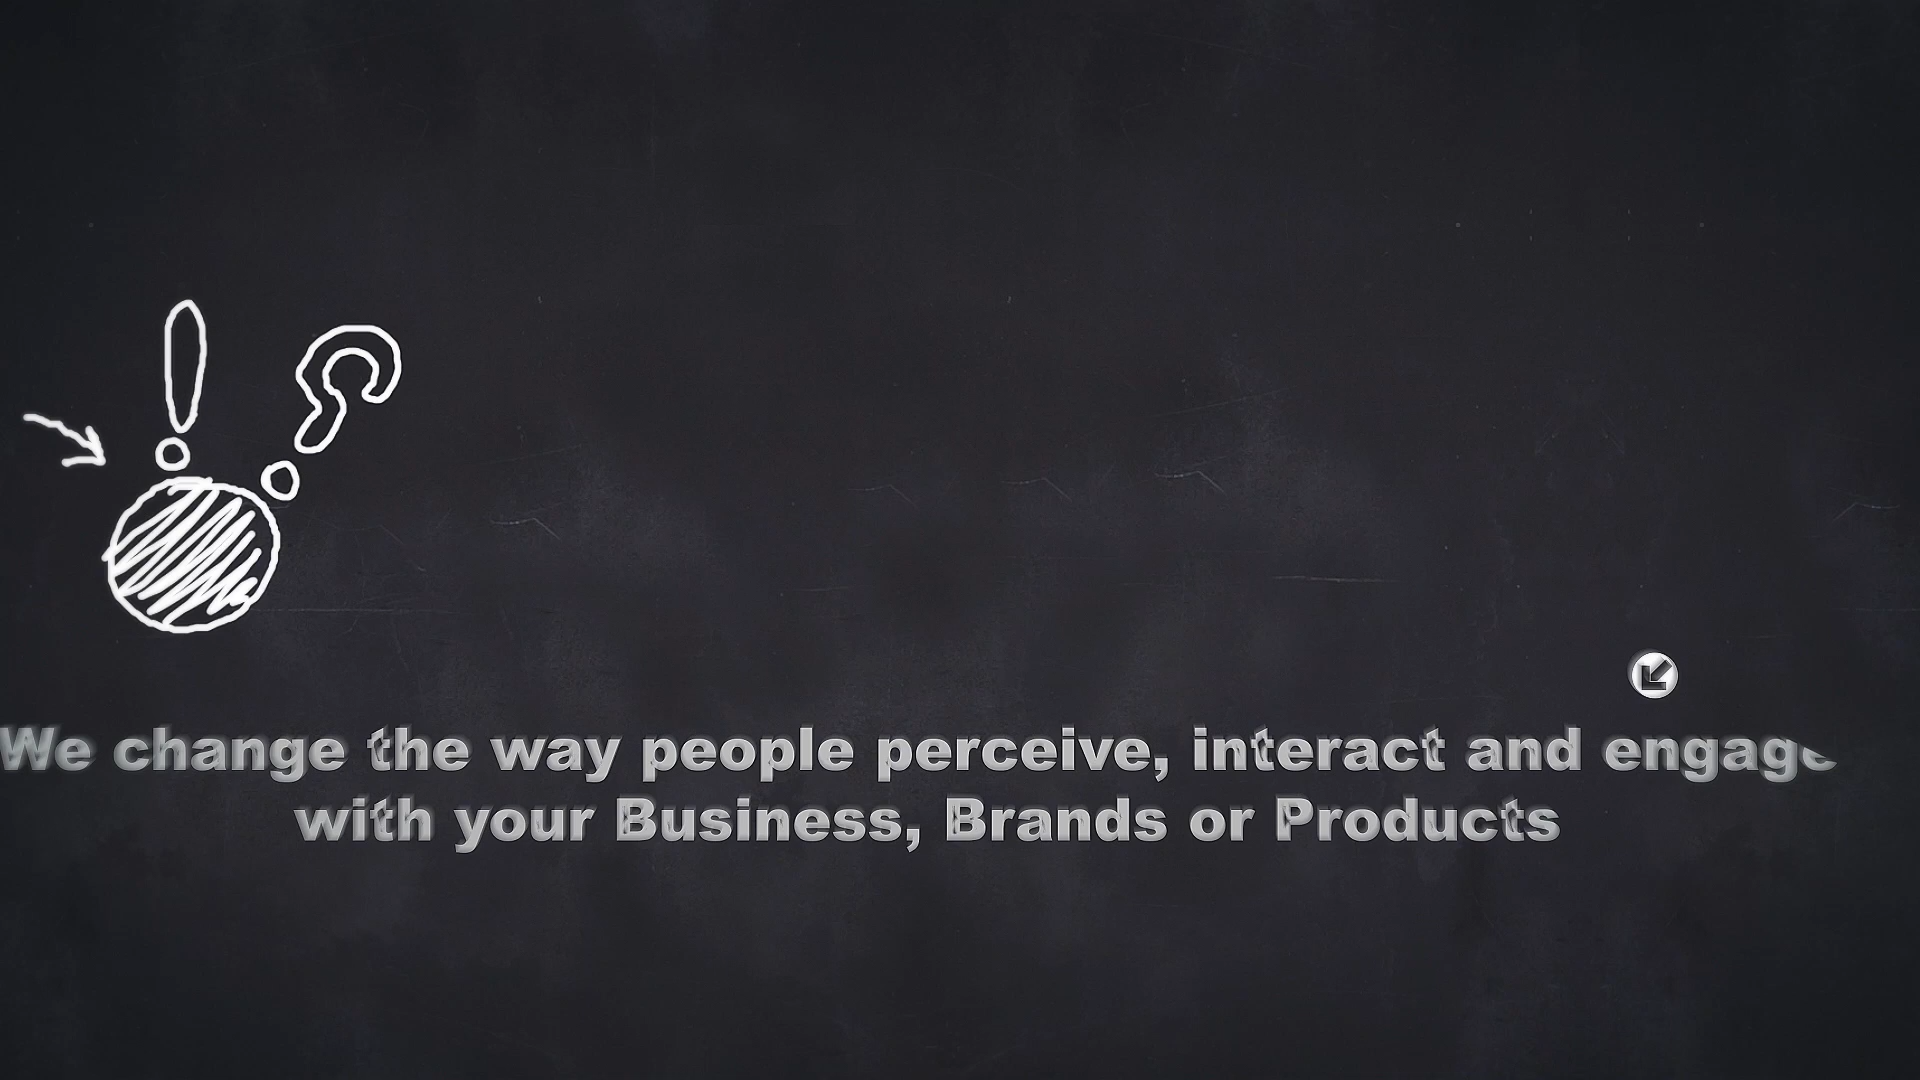 We change the way people perceive, interact and engage
with your Business, Brands or Products